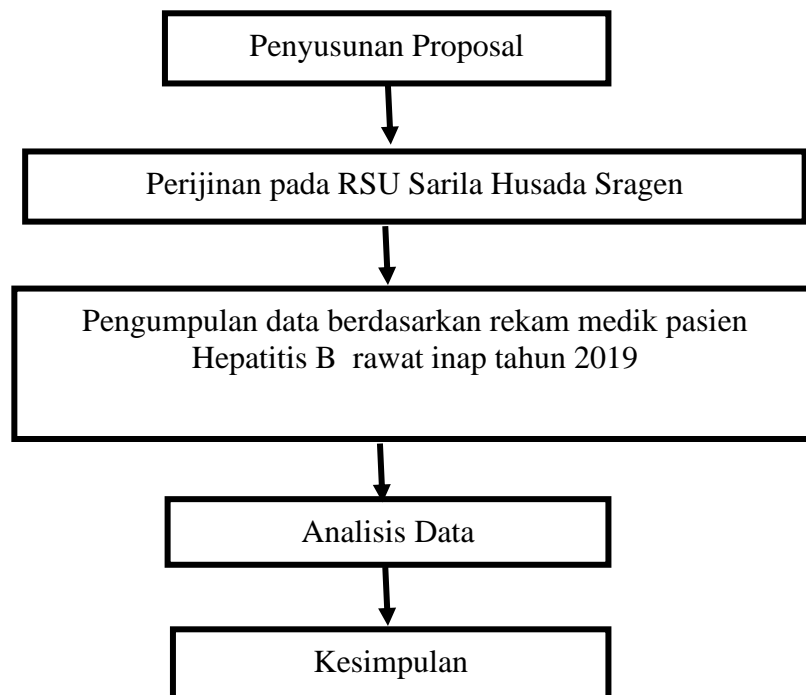 Penyusunan Proposal
Perijinan pada RSU Sarila Husada Sragen
Pengumpulan data berdasarkan rekam medik pasien
Hepatitis B rawat inap tahun 2019
Analisis Data
Kesimpulan